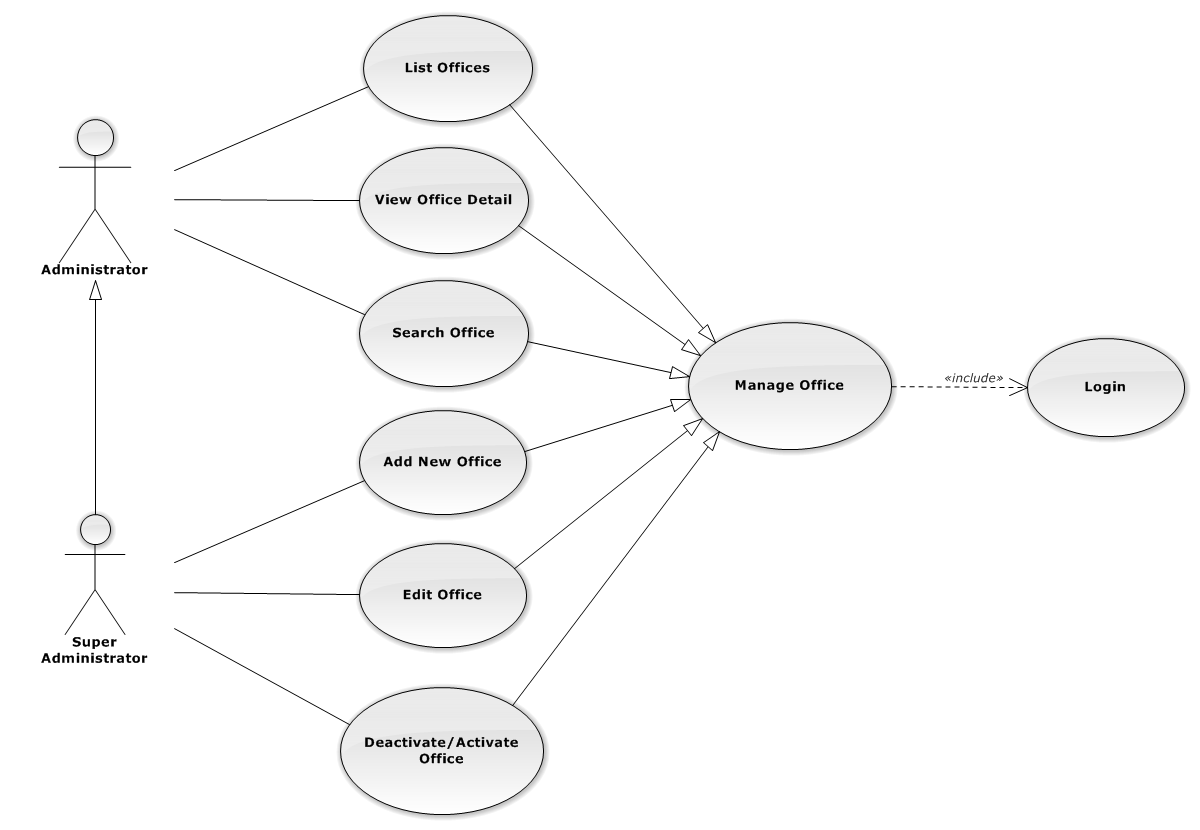 List Offices
View Office Detail
Administrator
Search Office
Manage Office
«include»
Login
Add New Office
Edit Office
Super
Administrator
Deactivate/Activate
Office